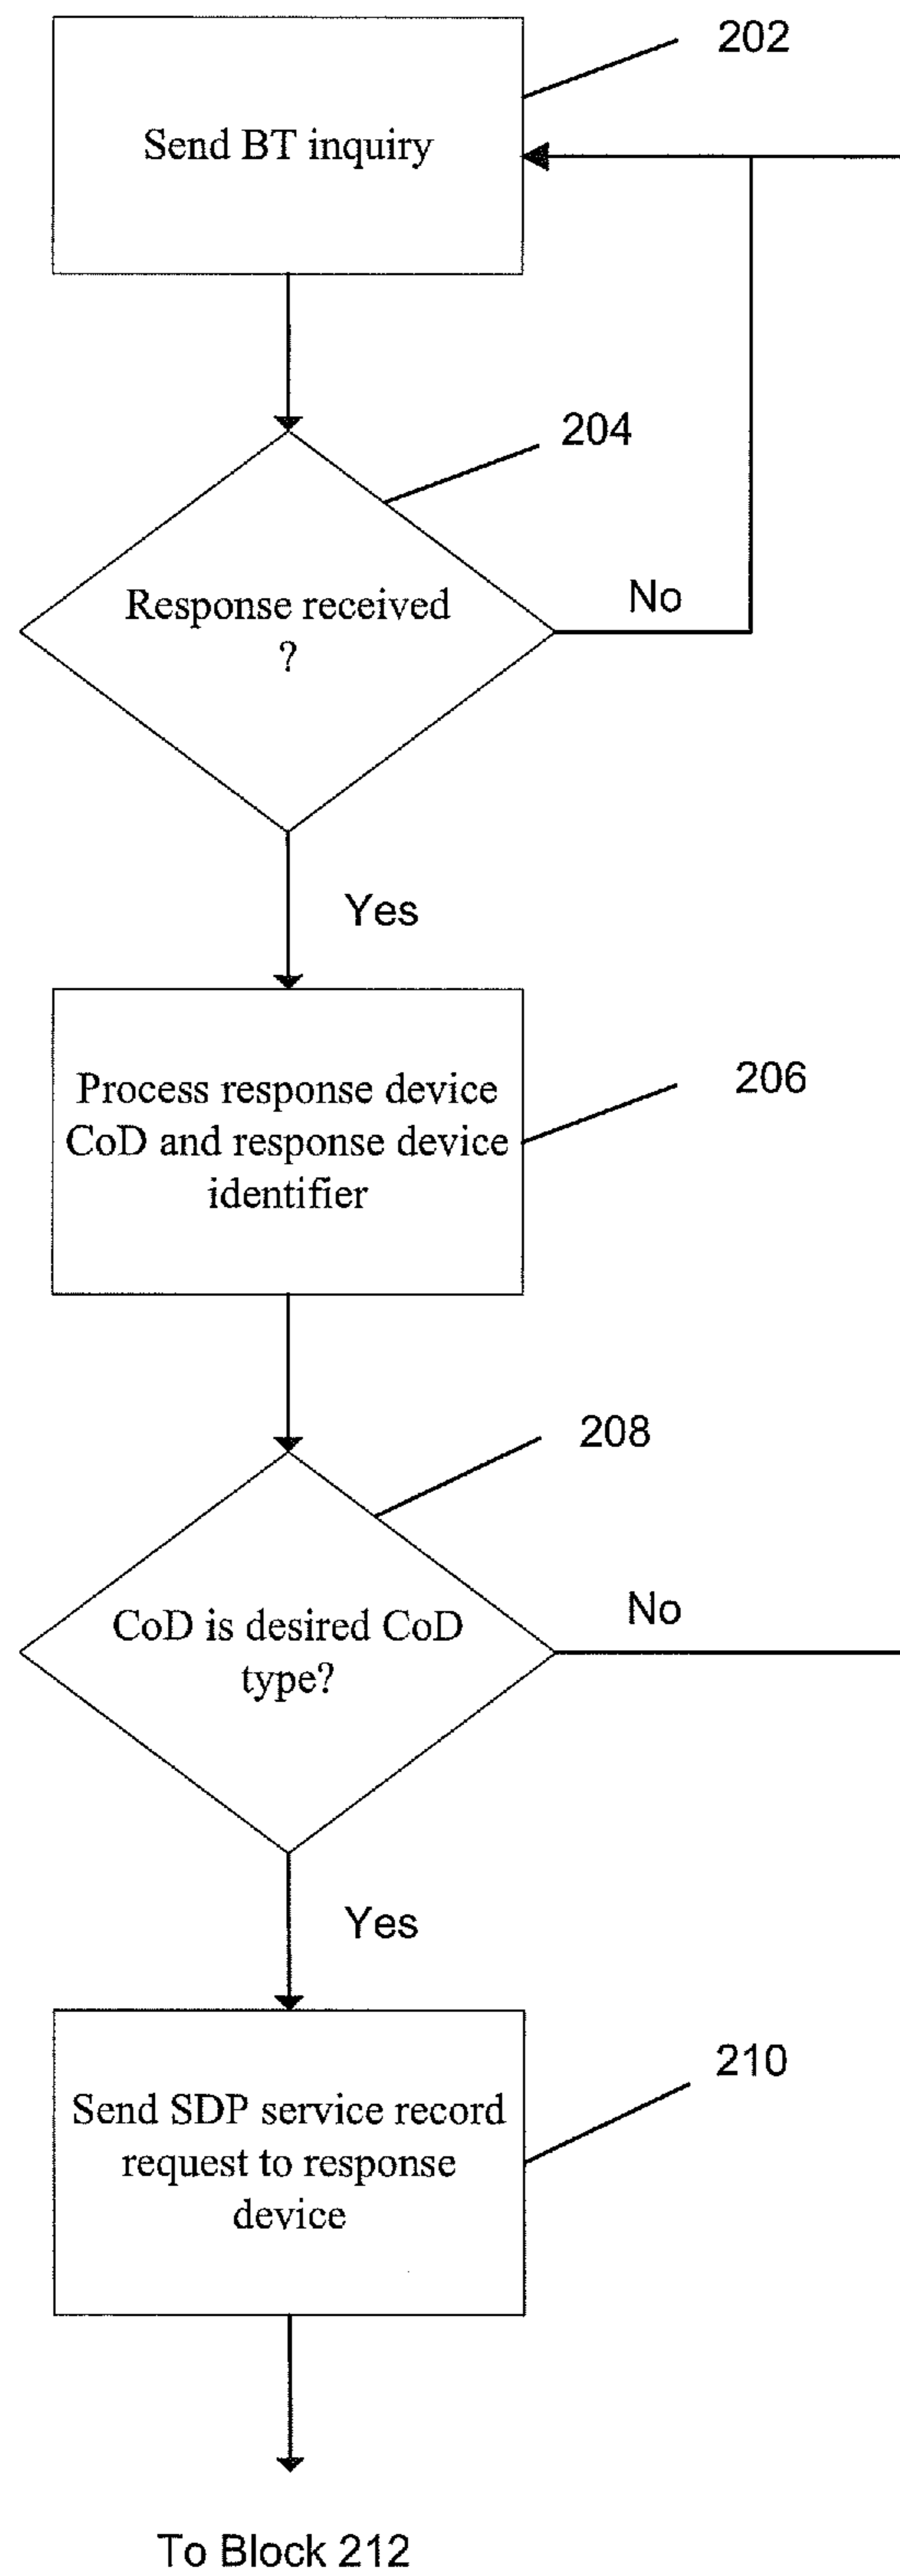 202
Send BT inquiry
204
Response received
?
No
Yes
206
Process response device
CoD and response device
identifier
208
CoD is desired CoD
type?
No
Yes
210
Send SDP service record
request to response
device
To Block 212